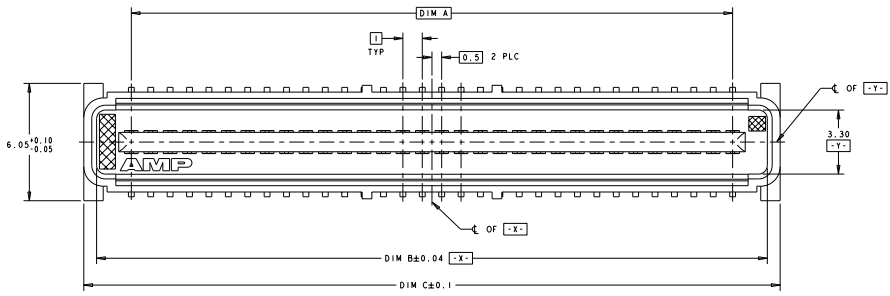 DIM A
1
TYP
0.5 2 PLC
℄ OF -Y-
6.05 +0.10
-0.05
3.30
-Y-
AMP
℄ OF -X-
DIM B±0.04 -X-
DIM C±0.1